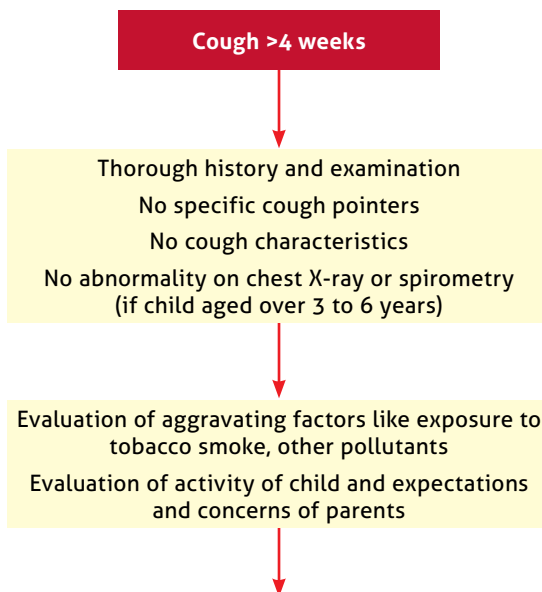 Cough >4 weeks
Thorough history and examination
No specific cough pointers
No cough characteristics
No abnormality on chest X-ray or spirometry
(if child aged over 3 to 6 years)
Evaluation of aggravating factors like exposure to
tobacco smoke, other pollutants
Evaluation of activity of child and expectations
and concerns of parents